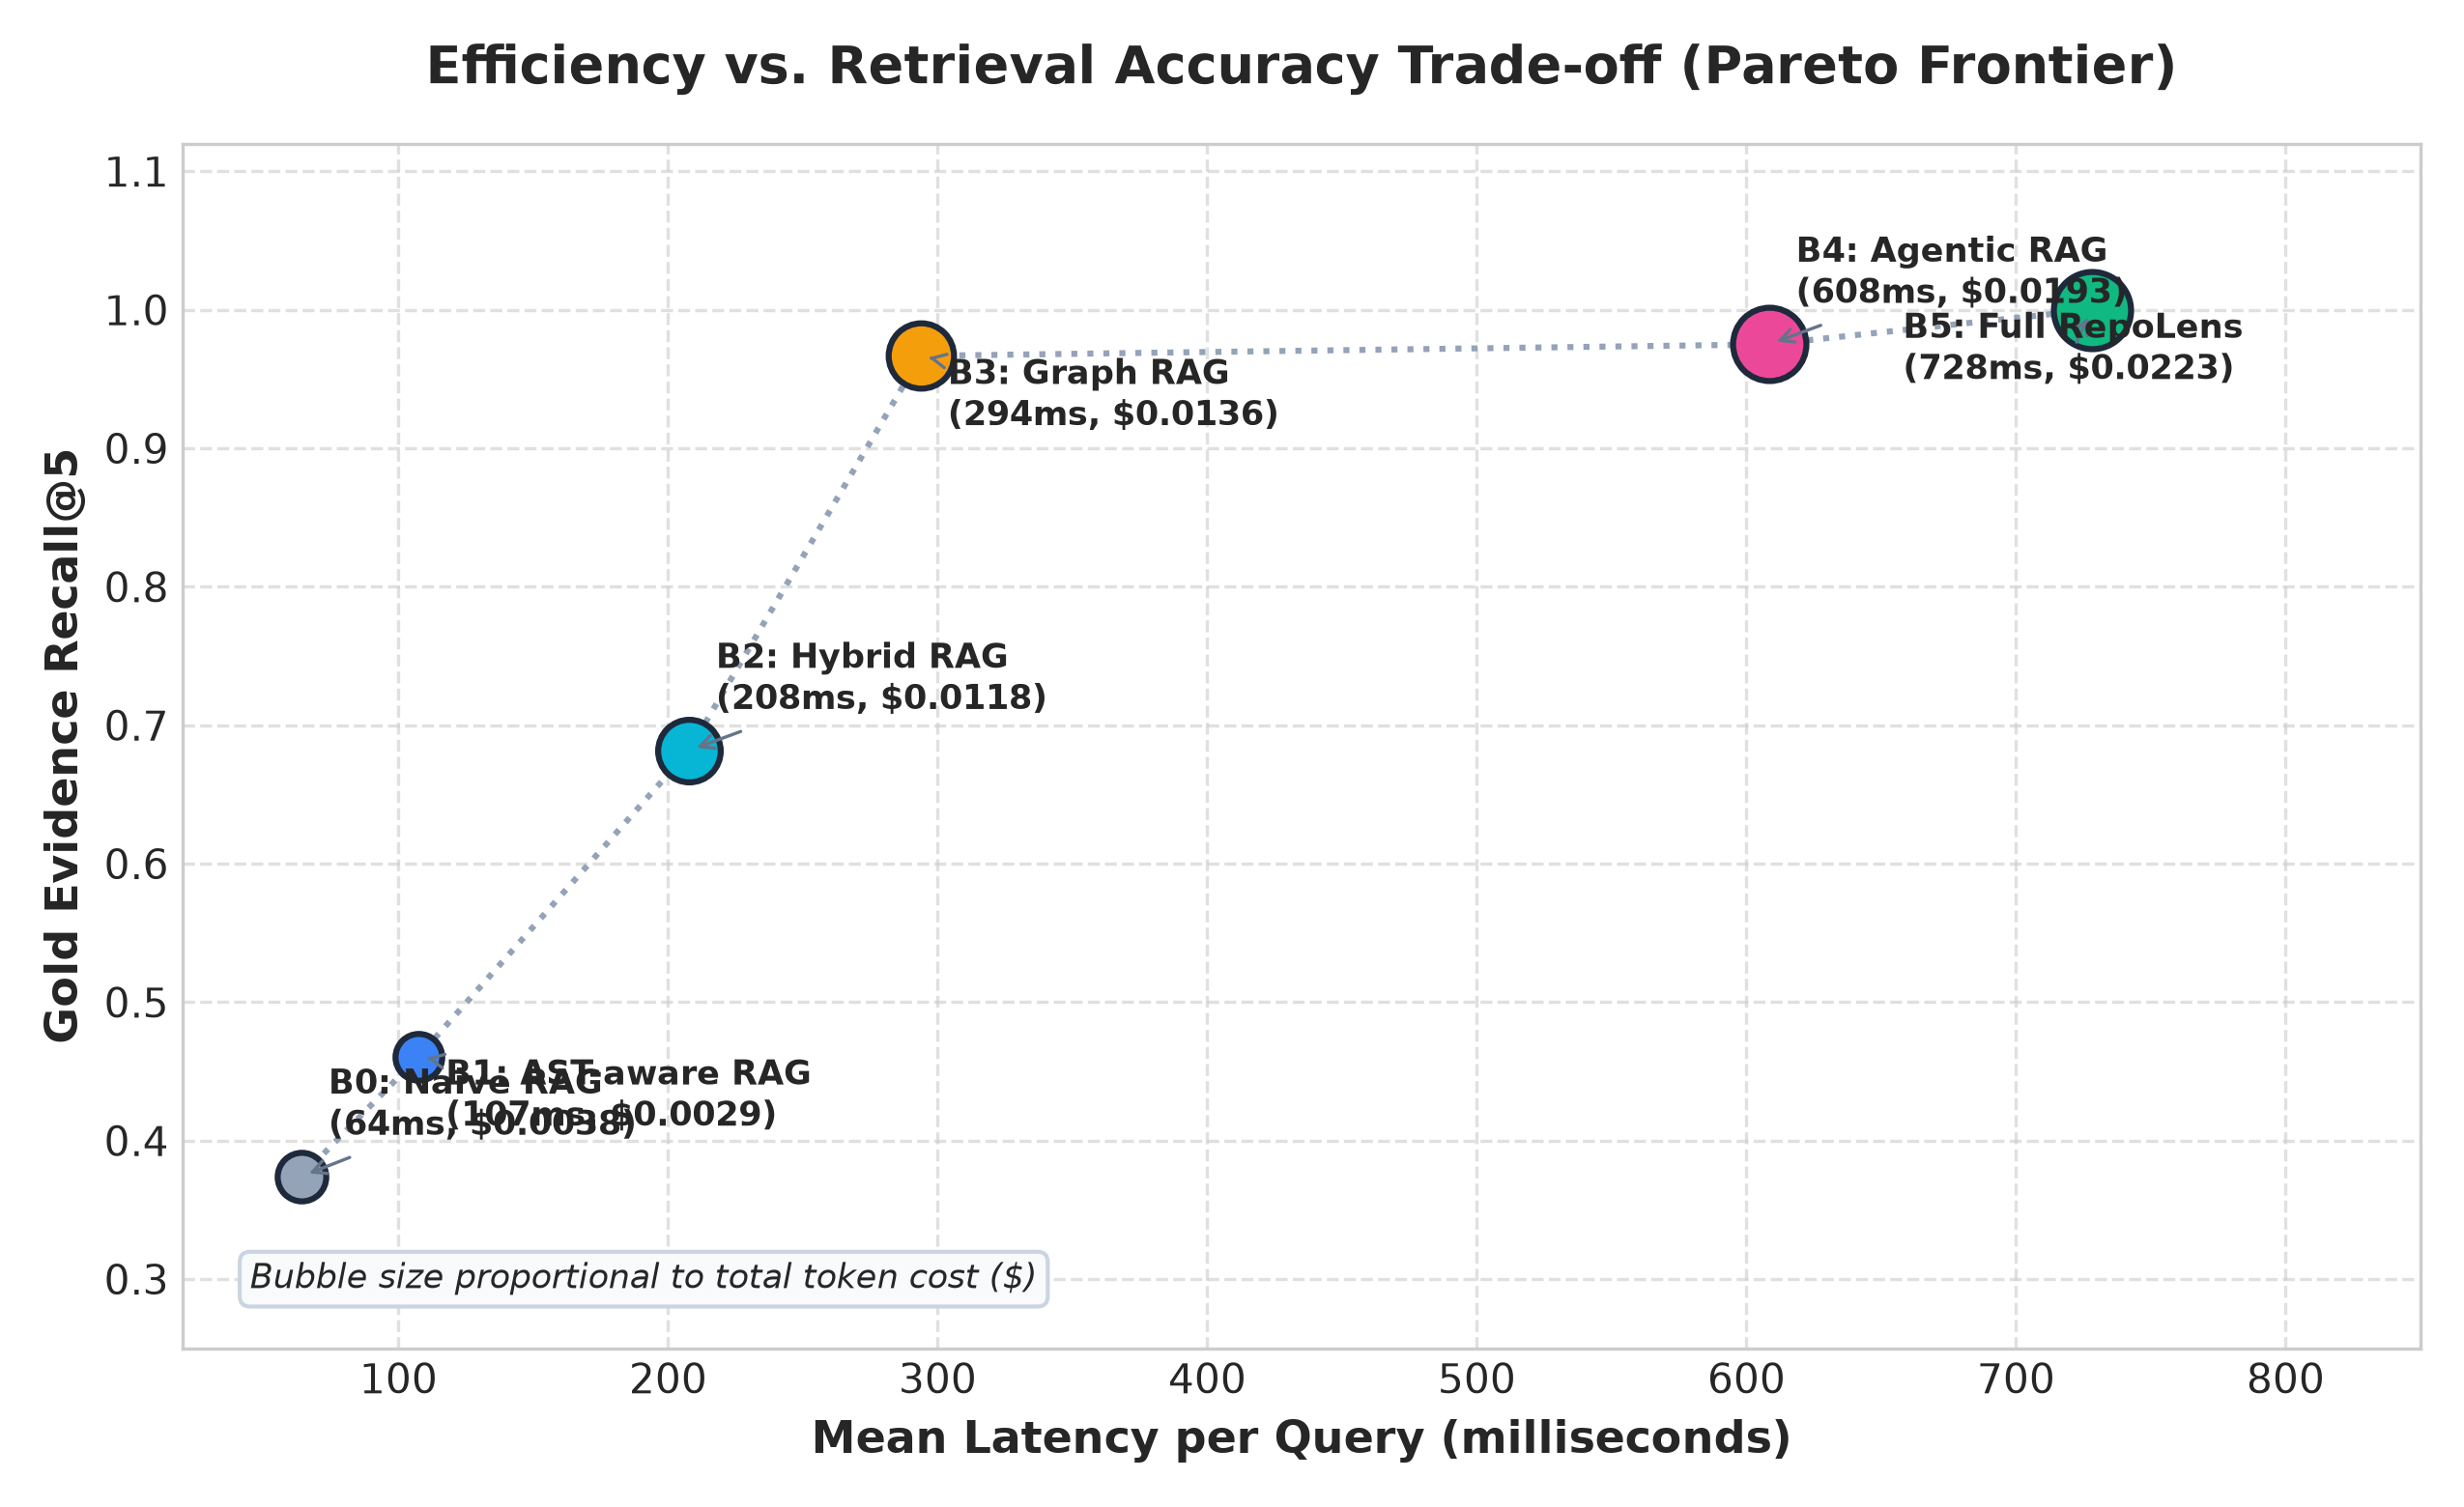 Efficiency vs. Retrieval Accuracy Trade-off (Pareto Frontier)
Gold Evidence Recall@5
1.1
1.0
0.9
0.8
0.7
0.6
0.5
0.4
0.3
B4: Agentic RAG
(608ms, $0.0193)
B5: Full RepoLens
(728ms, $0.0223)
B3: Graph RAG
(294ms, $0.0136)
B2: Hybrid RAG
(208ms, $0.0118)
B1: AST-aware RAG
(107ms, $0.0029)
B0: Naive RAG
(64ms, $0.0038)
Bubble size proportional to total token cost ($)
100 200 300 400 500 600 700 800
Mean Latency per Query (milliseconds)